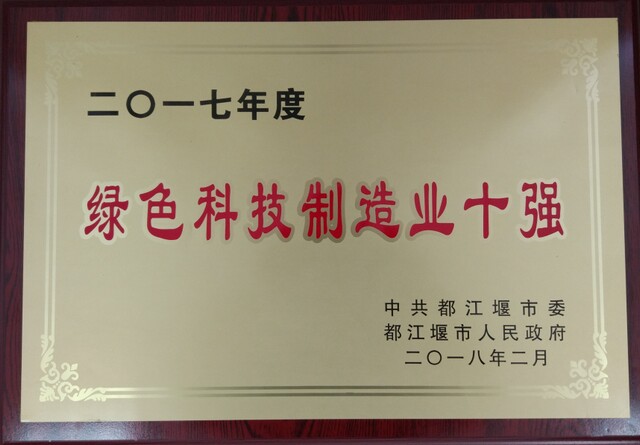 二〇一七年度
绿色科技制造业十强
中共都江堰市委
都江堰市人民政府
二〇一八年二月